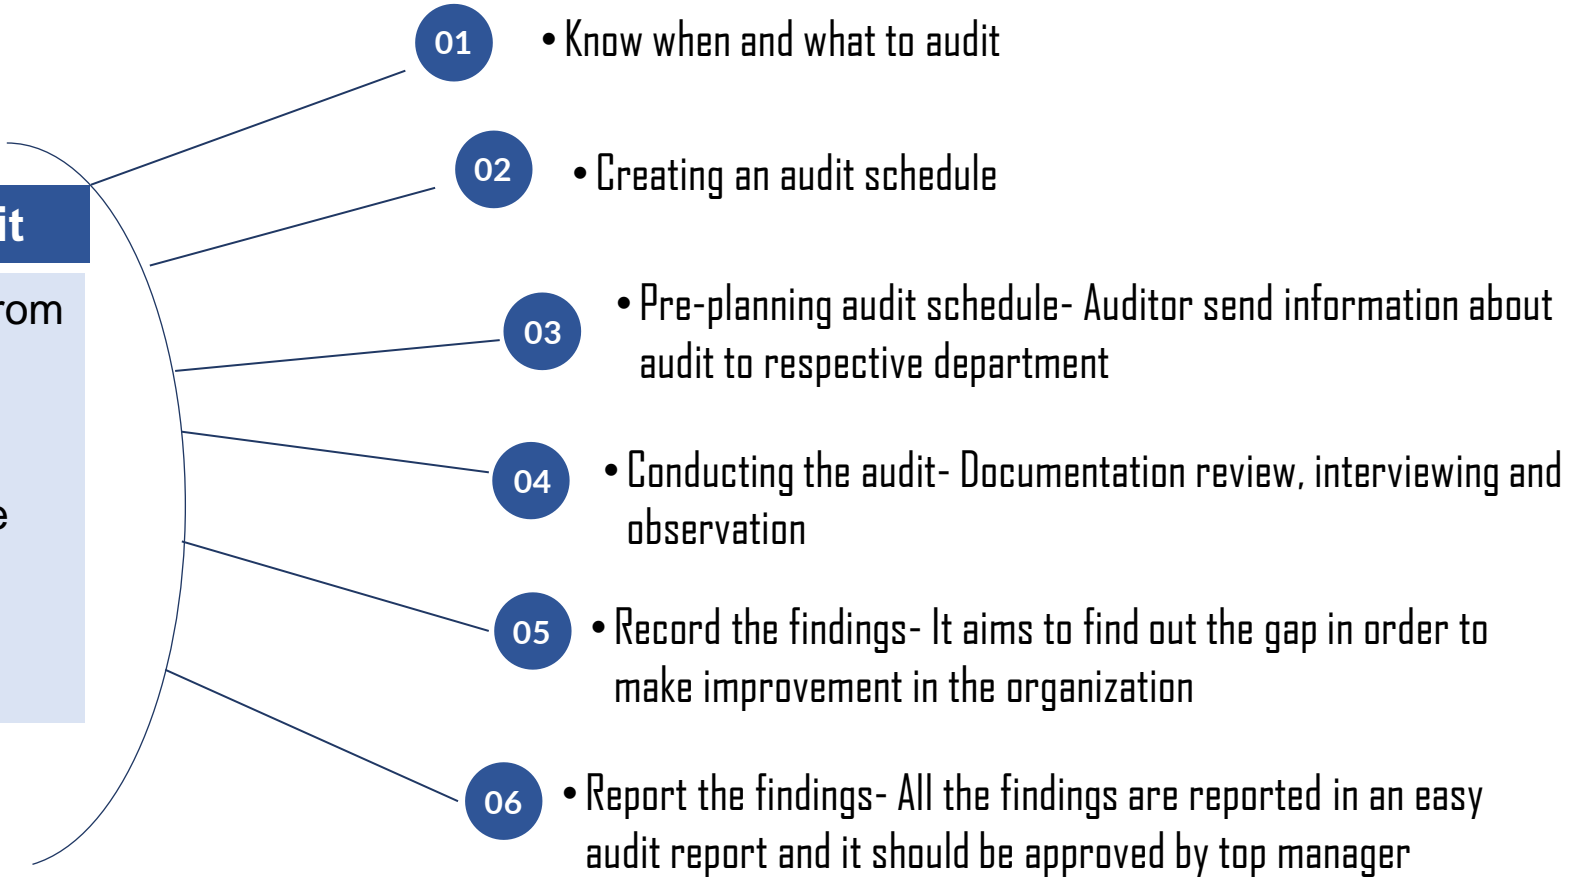 01
• Know when and what to audit
02
• Creating an audit schedule
it
rom
e
03
• Pre-planning audit schedule- Auditor send information about
audit to respective department
04
• Conducting the audit- Documentation review, interviewing and
observation
05
• Record the findings- It aims to find out the gap in order to
make improvement in the organization
06
• Report the findings- All the findings are reported in an easy
audit report and it should be approved by top manager